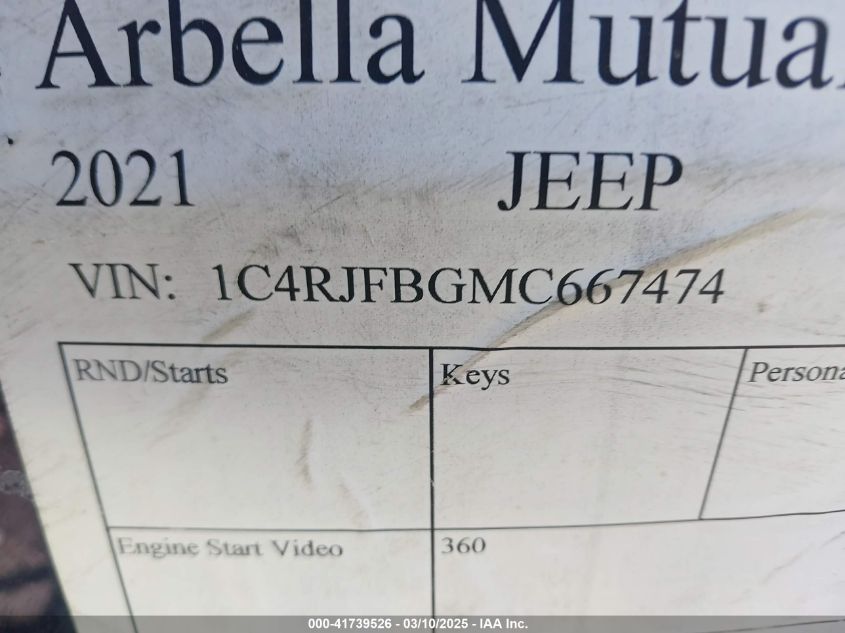 Arbella Mutua
2021 JEEP
VIN: 1C4RJFBGMC667474
RND/Starts Keys Persona
Engine Start Video 360
000-41739526 - 03/10/2025 - IAA Inc.